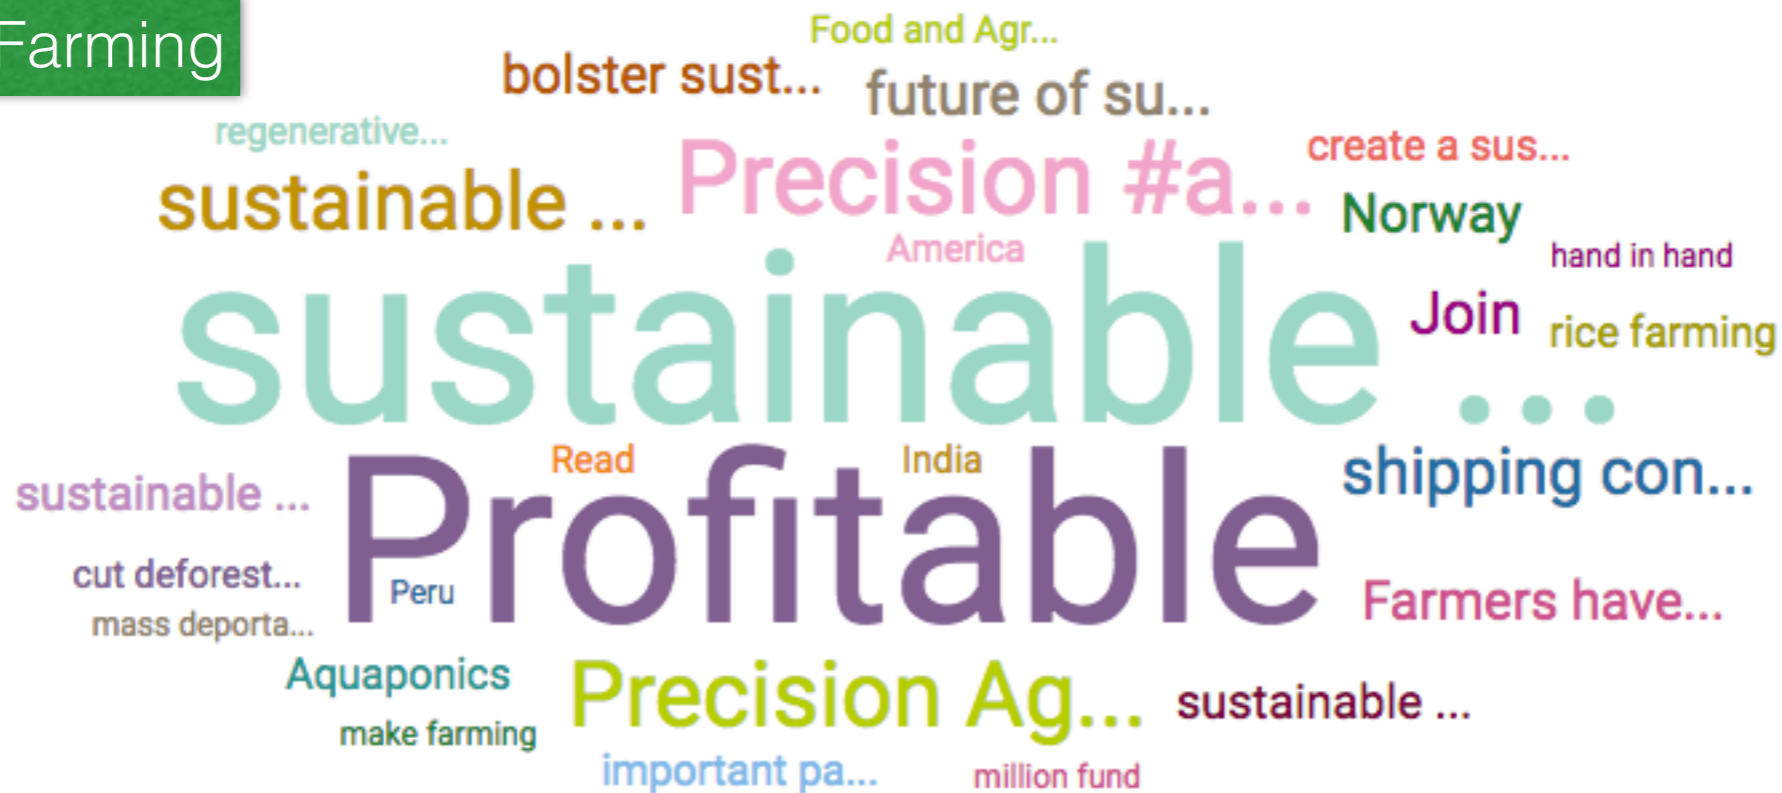 Farming
Food and Agr...
bolster sust...
future of su...
regenerative...
create a sus...
sustainable ...
Precision #a...
Norway
America
hand in hand
sustainable ...
Join
rice farming
Read
India
Profitable
shipping con...
sustainable ...
cut deforest...
Peru
Farmers have...
mass deporta...
Aquaponics
Precision Ag...
sustainable ...
make farming
important pa...
million fund